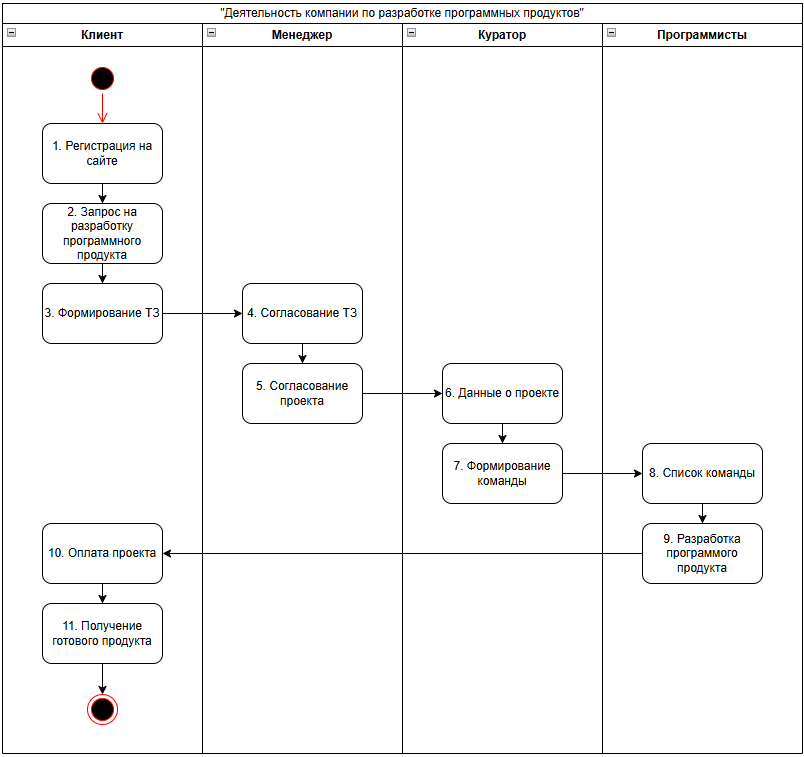 "Деятельность компании по разработке программных продуктов"
Клиент
Менеджер
Куратор
Программисты
1. Регистрация на
сайте
2. Запрос на
разработку
программного
продукта
3. Формирование ТЗ
4. Согласование ТЗ
5. Согласование
проекта
6. Данные о проекте
7. Формирование
команды
8. Список команды
9. Разработка
программого
продукта
10. Оплата проекта
11. Получение
готового продукта